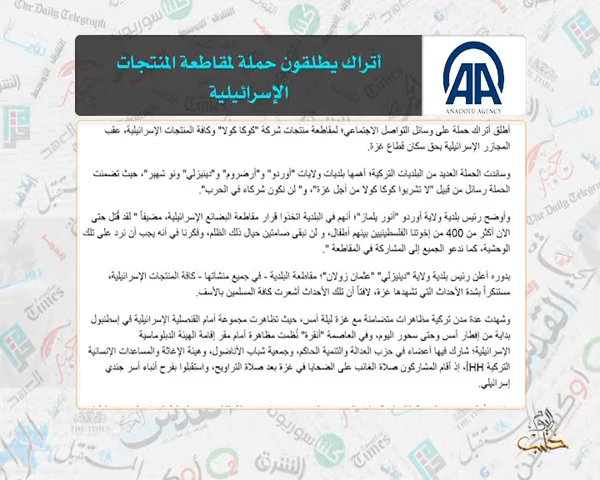 أتراك يطلقون حملة لمقاطعة المنتجات
الإسرائيلية
AA
ANADOLU AGENCY
أطلق أتراك حملة على وسائل التواصل الاجتماعي؛ لمقاطعة منتجات شركة "كوكا كولا" وكافة المنتجات الإسرائيلية، عقب
المجازر الإسرائيلية بحق سكان قطاع غزة.
وساندت الحملة العديد من البلديات التركية؛ أهمها بلديات ولايات "أوردو" و"أرضروم" و"دينيزلي" ونو شهير"، حيث تضمنت
الحملة رسائل من قبيل "لا تشربوا كوكا كولا من أجل غزة"، و" لن نكون شركاء في الحرب".
وأوضح رئيس بلدية ولاية أوردو "أنور يلماز"؛ أنهم في البلدية اتخذوا قرار مقاطعة البضائع الإسرائيلية، مضيفاً " لقد قُتل حتى
الآن أكثر من 400 من إخوتنا الفلسطينيين بينهم أطفال، و لن نبقى صامتين حيال ذلك الظلم، وفكرنا في أنه يجب أن نرد على تلك
الوحشية، كما ندعو الجميع إلى المشاركة في المقاطعة ".
بدوره أعلن رئيس بلدية ولاية "دينيزلي" "عثمان زولان"؛ مقاطعة البلدية - في جميع منشاتها - كافة المنتجات الإسرائيلية،
مستنكراً بشدة الأحداث التي تشهدها غزة، لافتاً أن تلك الأحداث أشعرت كافة المسلمين بالأسف.
وشهدت عدة مدن تركية مظاهرات متضامنة مع غزة ليلة أمس، حيث تظاهرت مجموعة أمام القنصلية الإسرائيلية في إسطنبول
بداية من إفطار أمس وحتى سحور اليوم، وفي العاصمة "أنقرة" نُظمت مظاهرة أمام مقر إقامة الهيئة الدبلوماسية
الإسرائيلية؛ شارك فيها أعضاء في حزب العدالة والتنمية الحاكم، وجمعية شباب الأناضول، وهيئة الإغاثة والمساعدات الإنسانية
التركية İHH، إذ أقام المشاركون صلاة الغائب على الضحايا في غزة بعد صلاة التراويح، واستقبلوا بفرح أنباء أسر جندي
إسرائيلي.